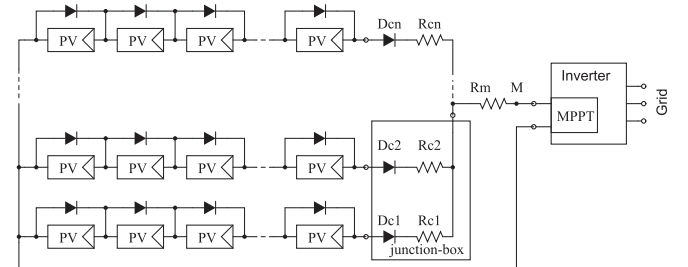 Dcn Rcn
PV PV PV PV
Rm M
Inverter
MPPT
Grid
Dc2 Rc2
PV PV PV PV
Dc1 Rc1
PV PV PV PV
junction-box